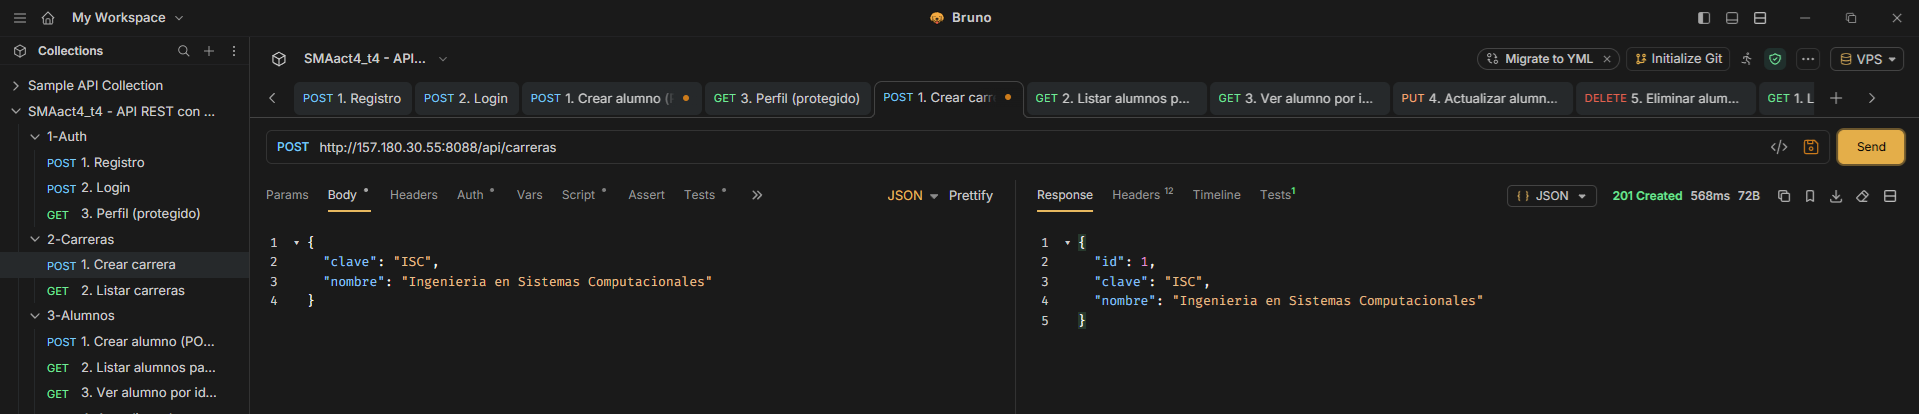 My Workspace
Bruno
Collections
SMAact4_t4 - API...
Migrate to YML
Initialize Git
VPS
Sample API Collection
SMAact4_t4 - API REST con ...
1-Auth
POST 1. Registro
POST 2. Login
GET 3. Perfil (protegido)
2-Carreras
POST 1. Crear carrera
GET 2. Listar carreras
3-Alumnos
POST 1. Crear alumno (PO...
GET 2. Listar alumnos pa...
GET 3. Ver alumno por id...
POST 1. Registro
POST 2. Login
POST 1. Crear alumno (
GET 3. Perfil (protegido)
POST 1. Crear carr
GET 2. Listar alumnos p...
GET 3. Ver alumno por i...
PUT 4. Actualizar alumn...
DELETE 5. Eliminar alum...
GET 1. L
POST http://157.180.30.55:8088/api/carreras
</>
Send
Params Body Headers Auth Vars Script Assert Tests
JSON Prettify
1 {
2 "clave": "ISC",
3 "nombre": "Ingenieria en Sistemas Computacionales"
4 }
Response Headers 12 Timeline Tests 1
{ } JSON
201 Created 568ms 72B
1 {
2 "id": 1,
3 "clave": "ISC",
4 "nombre": "Ingenieria en Sistemas Computacionales"
5 }